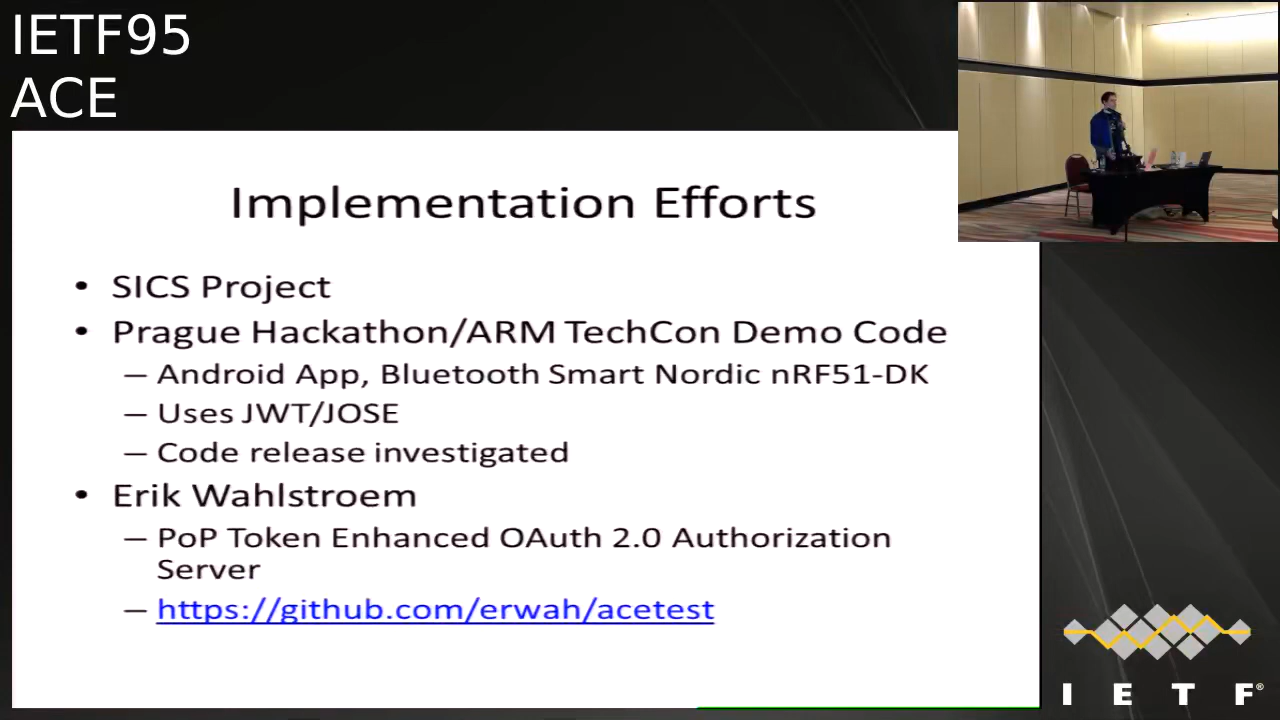 IETF95
ACE
Implementation Efforts
• SICS Project
• Prague Hackathon/ARM TechCon Demo Code
– Android App, Bluetooth Smart Nordic nRF51-DK
– Uses JWT/JOSE
– Code release investigated
• Erik Wahlstroem
– PoP Token Enhanced OAuth 2.0 Authorization
Server
– https://github.com/erwah/acetest
I E T F®